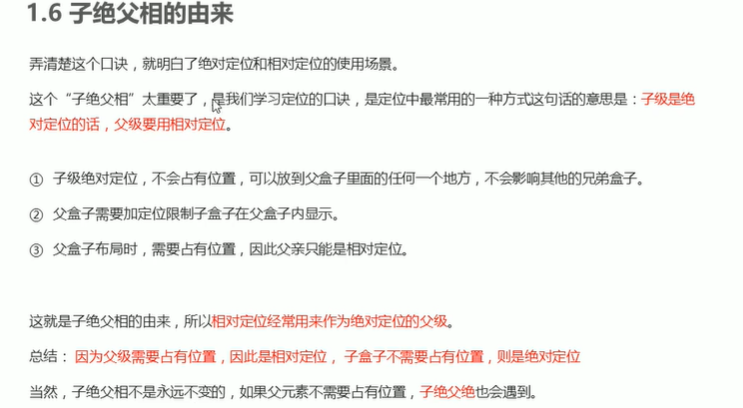 1.6 子绝父相的由来
弄清楚这个口诀，就明白了绝对定位和相对定位的使用场景。
这个“子绝父相”太重要了，是我们学习定位的口诀，是定位中最常用的一种方式这句话的意思是：子级是绝
对定位的话，父级要用相对定位。
① 子级绝对定位，不会占有位置，可以放到父盒子里面的任何一个地方，不会影响其他的兄弟盒子。
② 父盒子需要加定位限制子盒子在父盒子内显示。
③ 父盒子布局时，需要占有位置，因此父亲只能是相对定位。
这就是子绝父相的由来，所以相对定位经常用来作为绝对定位的父级。
总结：因为父级需要占有位置，因此是相对定位，子盒子不需要占有位置，则是绝对定位
当然，子绝父相不是永远不变的，如果父元素不需要占有位置，子绝父绝也会遇到。